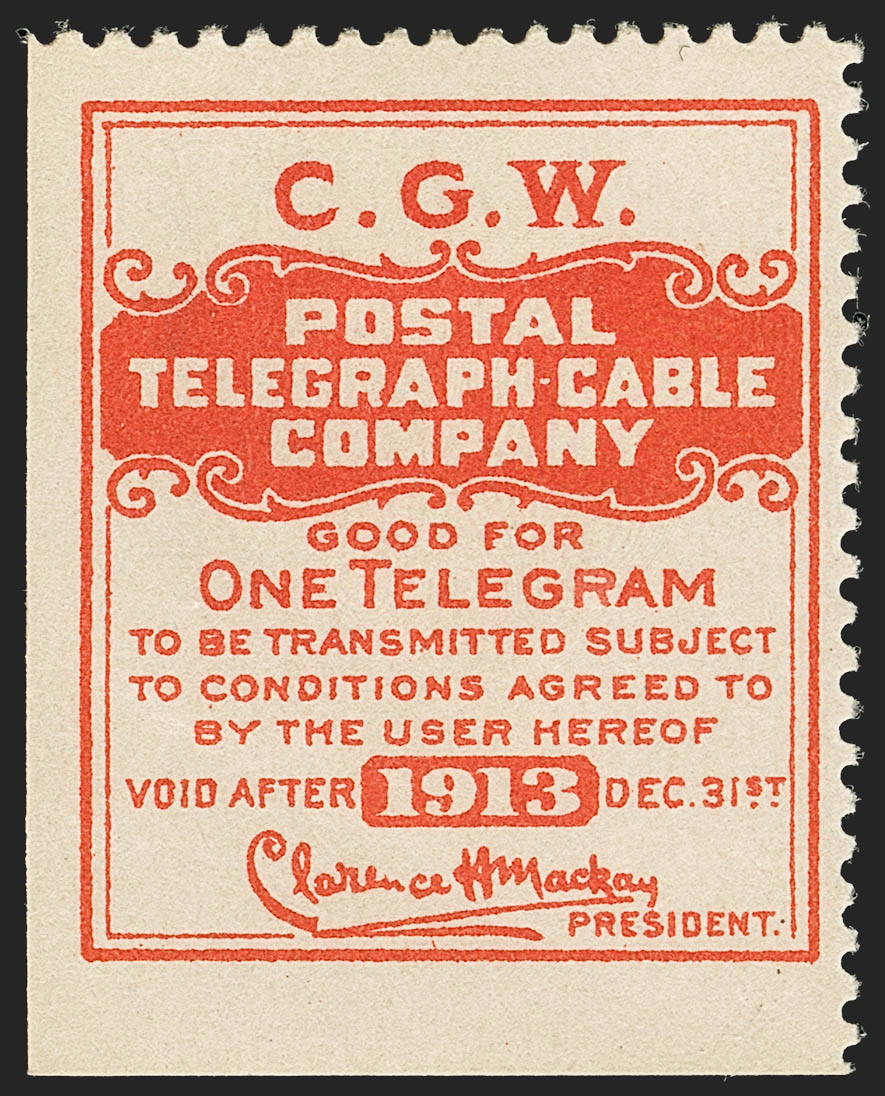 C.G.W.
POSTAL
TELEGRAPH-CABLE
COMPANY
GOOD FOR
ONE TELEGRAM
TO BE TRANSMITTED SUBJECT
TO CONDITIONS AGREED TO
BY THE USER HEREOF
VOID AFTER 1913 DEC. 31ST.
Clarence H Mackay
PRESIDENT.